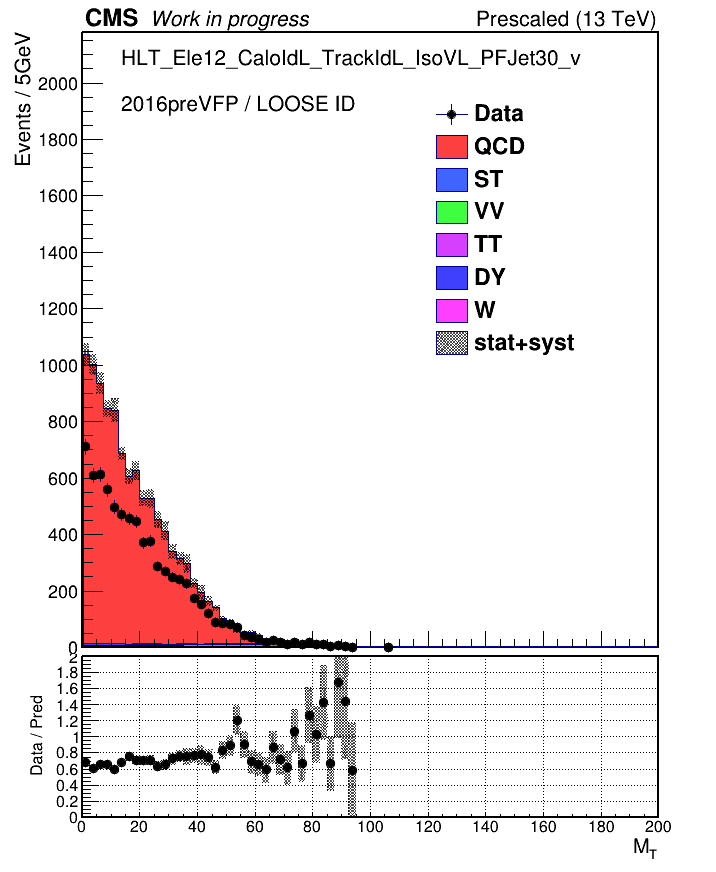 CMS Work in progress Prescaled (13 TeV)
HLT_Ele12_CaloIdL_TrackIdL_IsoVL_PFJet30_v
2016preVFP / LOOSE ID
Data
QCD
ST
VV
TT
DY
W
stat+syst
Events / 5GeV
2000
1800
1600
1400
1200
1000
800
600
400
200
0
Data / Pred
2
1.8
1.6
1.4
1.2
1
0.8
0.6
0.4
0.2
0
0 20 40 60 80 100 120 140 160 180 200
M_T